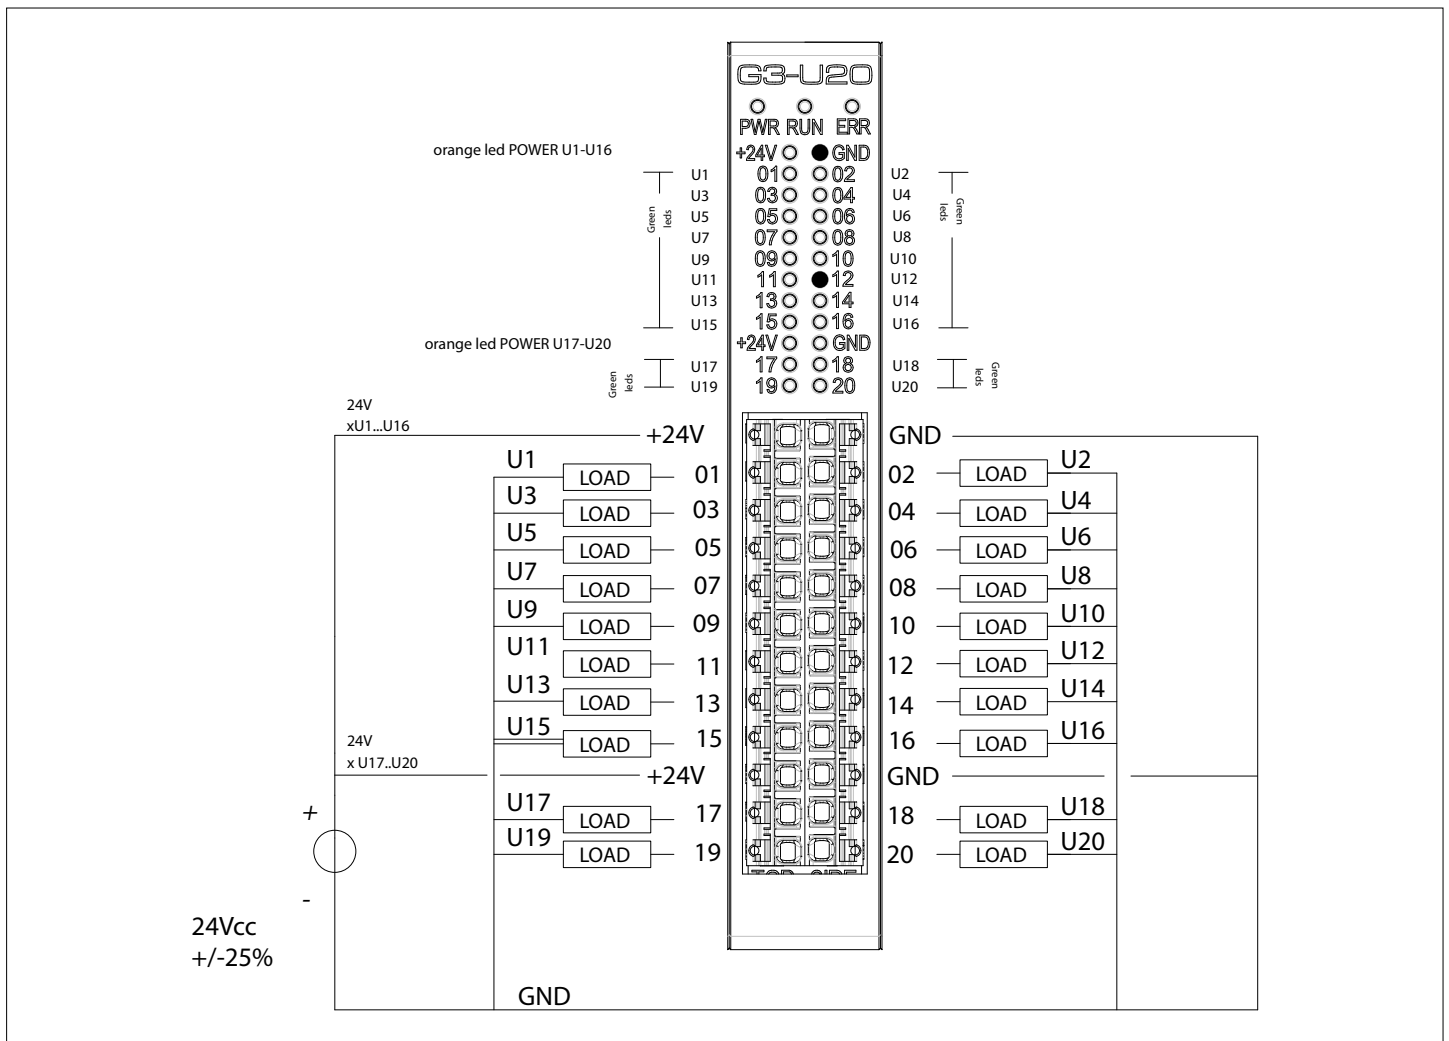 G3-U20
PWR RUN ERR
orange led POWER U1-U16
+24V GND
U1 01 02 U2
U3 03 04 U4
U5 05 06 U6
U7 07 08 U8
U9 09 10 U10
U11 11 12 U12
U13 13 14 U14
U15 15 16 U16
Green
leds
Green
leds
orange led POWER U17-U20
+24V GND
U17 17 18 U18
U19 19 20 U20
Green
leds
Green
leds
24V
xU1...U16
+24V GND
U1 LOAD 01 02 LOAD U2
U3 LOAD 03 04 LOAD U4
U5 LOAD 05 06 LOAD U6
U7 LOAD 07 08 LOAD U8
U9 LOAD 09 10 LOAD U10
U11 LOAD 11 12 LOAD U12
U13 LOAD 13 14 LOAD U14
U15 LOAD 15 16 LOAD U16
24V
x U17..U20
+24V GND
U17 LOAD 17 18 LOAD U18
U19 LOAD 19 20 LOAD U20
TOP SIDE
+
-
24Vcc
+/-25%
GND